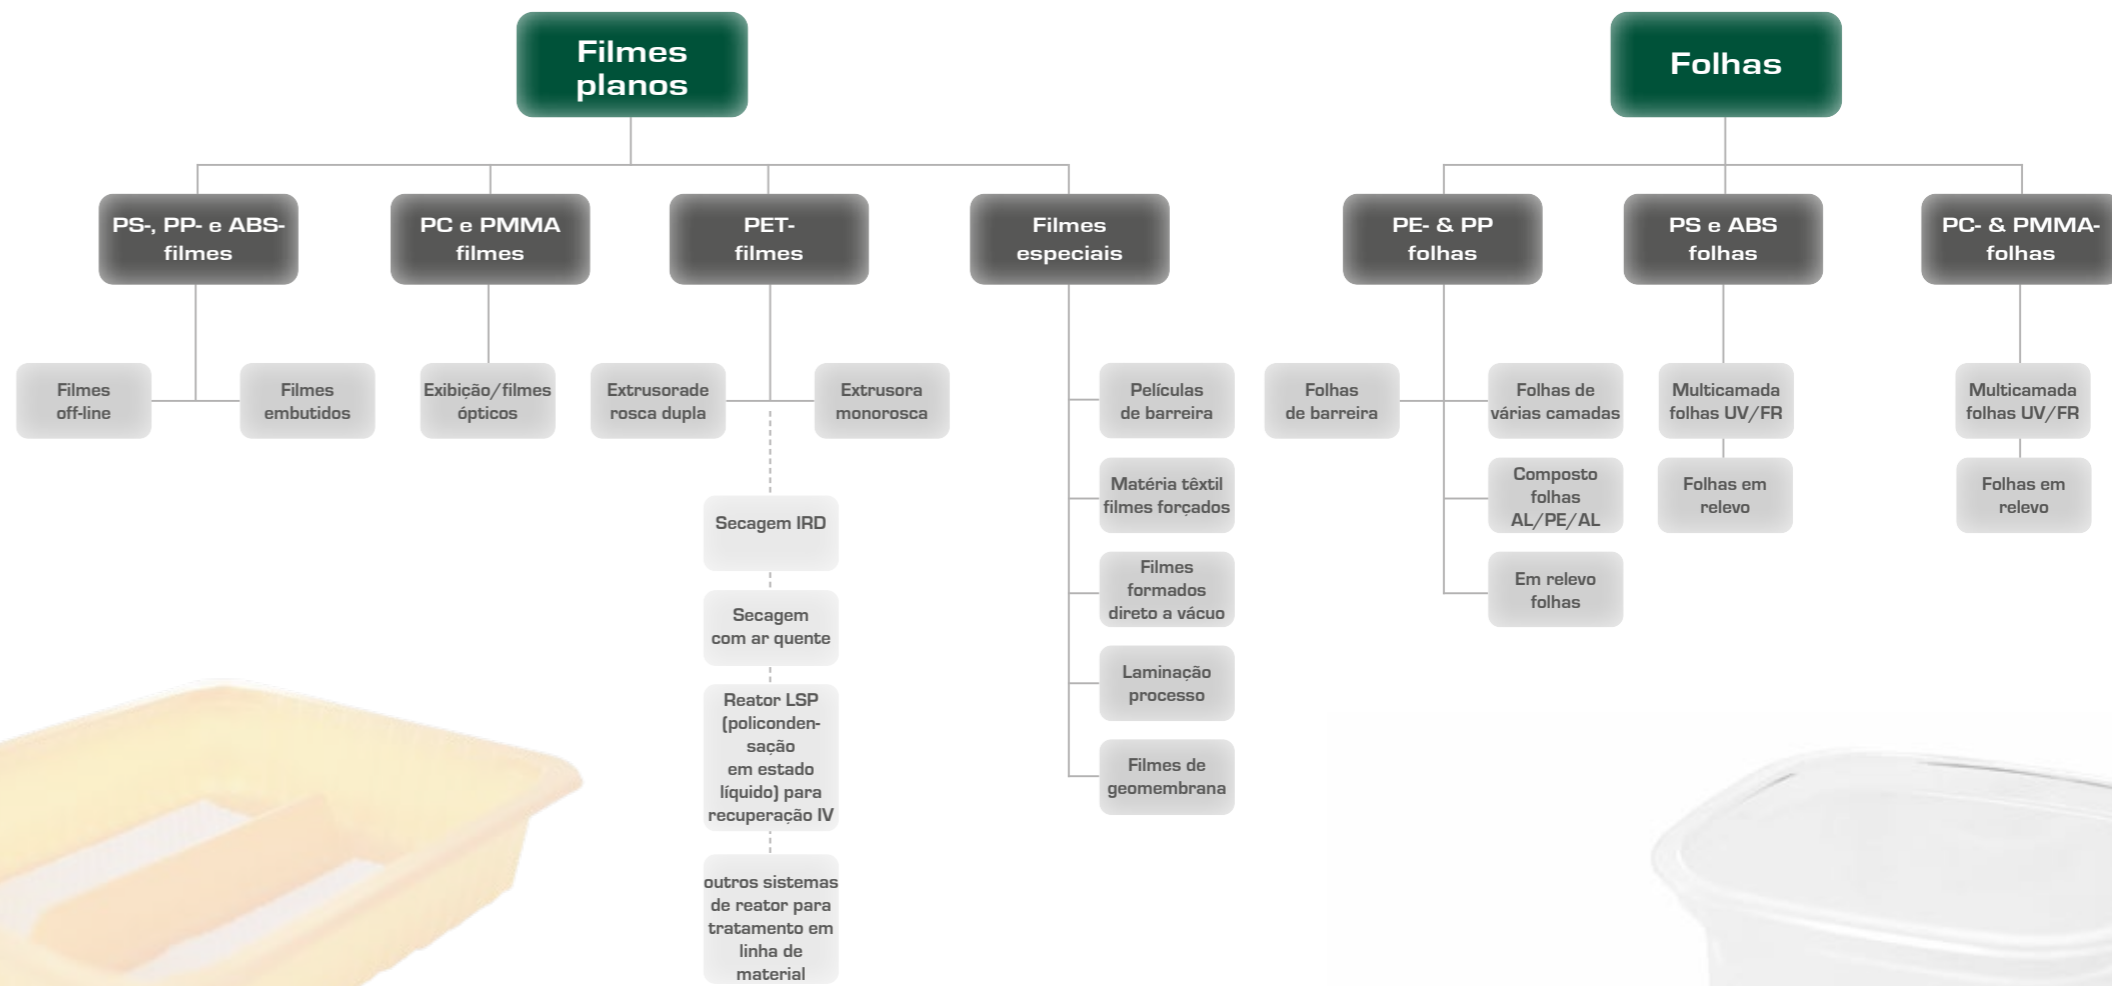 Filmes
planos
PS-, PP- e ABS-
filmes
Filmes
off-line
Filmes
embutidos
PC e PMMA
filmes
Exibição/filmes
ópticos
PET-
filmes
Extrusorade
rosca dupla
Extrusora
monorosca
Secagem IRD
Secagem
com ar quente
Reator LSP
(policonden-
sação
em estado
líquido) para
recuperação IV
outros sistemas
de reator para
tratamento em
linha de
material
Filmes
especiais
Películas
de barreira
Matéria têxtil
filmes forçados
Filmes
formados
direto a vácuo
Laminação
processo
Filmes de
geomembrana
Folhas
PE- & PP
folhas
Folhas
de barreira
Folhas de
várias camadas
Composto
folhas
AL/PE/AL
Em relevo
folhas
PS e ABS
folhas
Multicamada
folhas UV/FR
Folhas em
relevo
PC- & PMMA-
folhas
Multicamada
folhas UV/FR
Folhas em
relevo